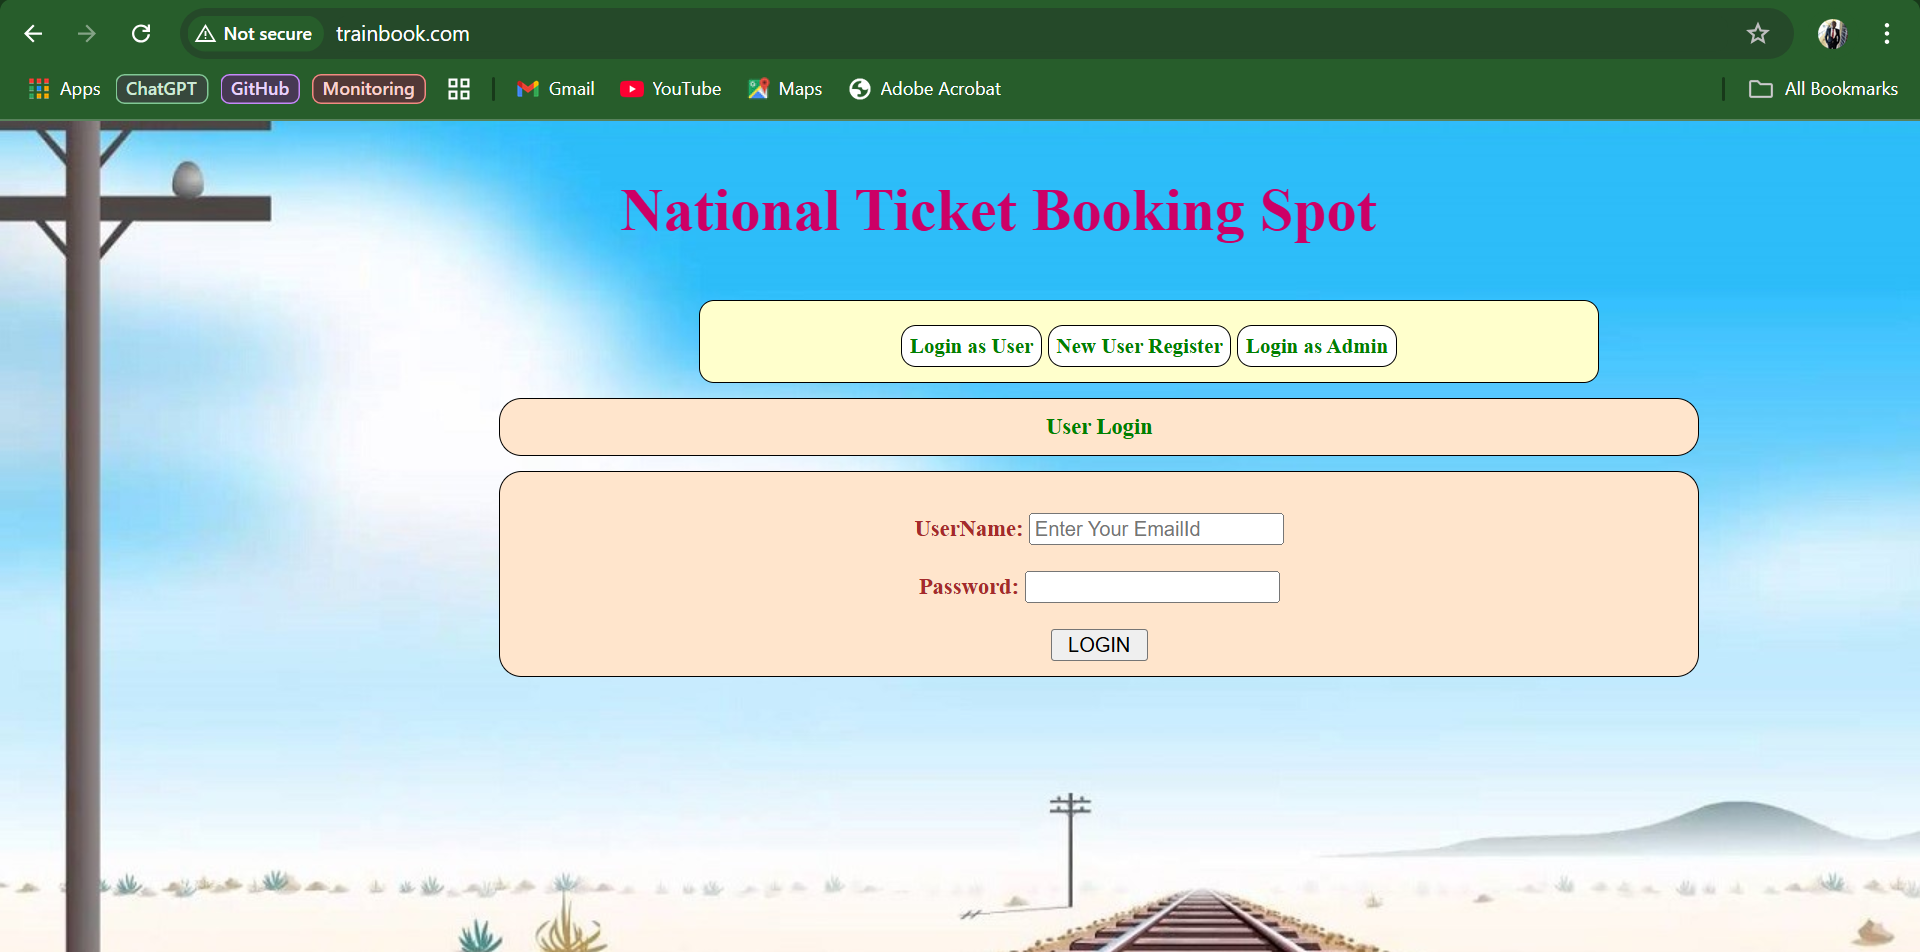 Not secure trainbook.com
Apps ChatGPT GitHub Monitoring Gmail YouTube Maps Adobe Acrobat All Bookmarks
National Ticket Booking Spot
Login as User New User Register Login as Admin
User Login
UserName: Enter Your EmailId
Password:
LOGIN